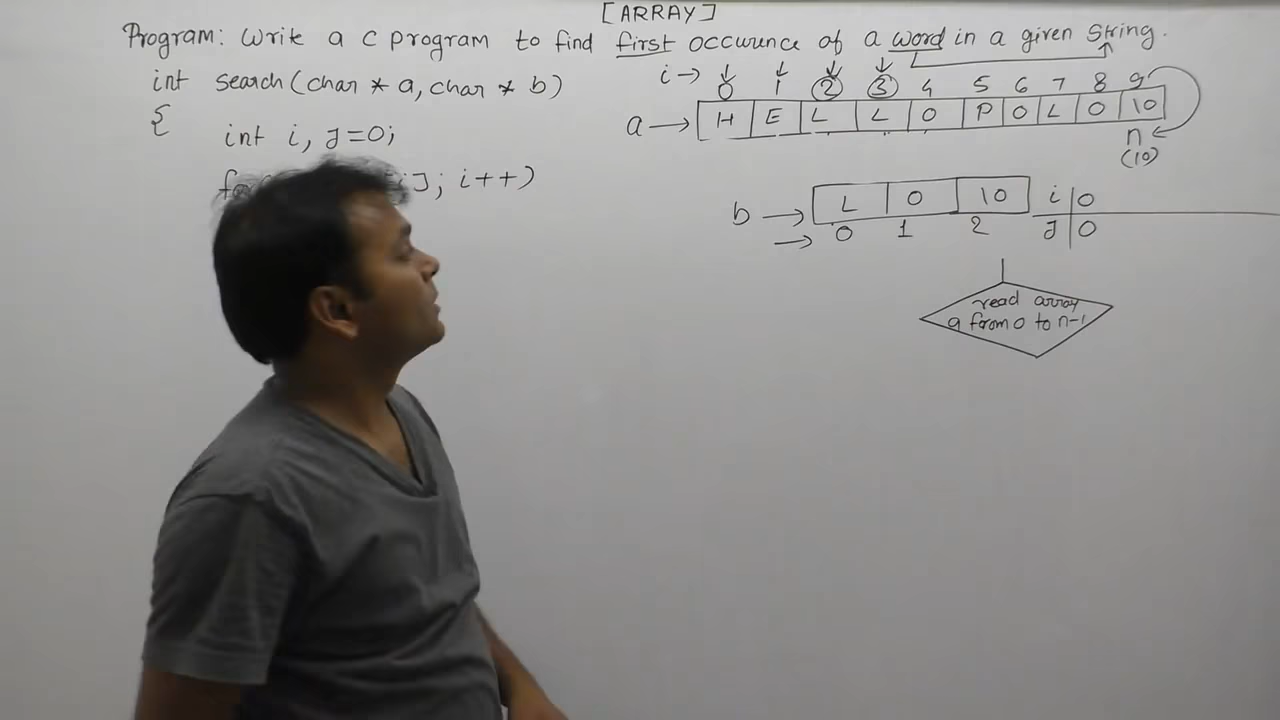 [ARRAY]
Program: Write a C program to find first occurence of a word in a given string.
int search(char * a, char * b)
{
int i, J=0;
i++)
i → 0 1 2 3 4 5 6 7 8 9
a → H E L L O P O L O \0
n
(10)
b → L O \0
→ 0 1 2
i 0
J 0
read array
a from 0 to n-1